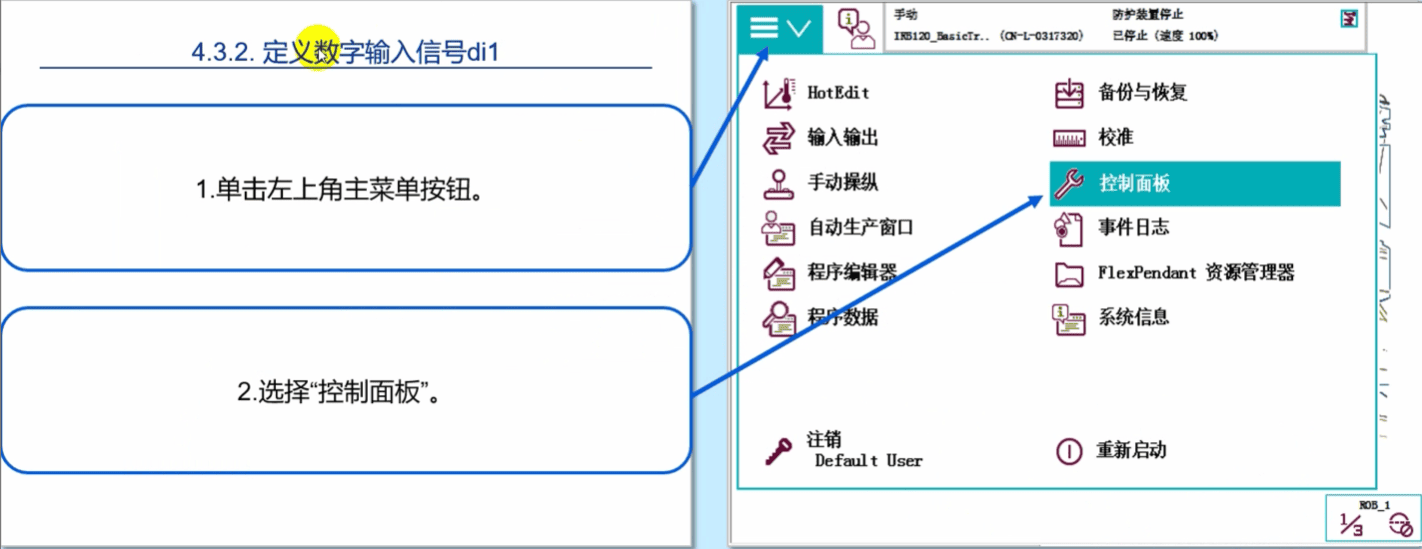 4.3.2. 定义数字输入信号di1
1.单击左上角主菜单按钮。
2.选择“控制面板”。
手动
防护装置停止
IRB120_BasicTr.. (CN-L-0317320)
已停止 (速度 100%)
HotEdit
备份与恢复
输入输出
校准
手动操纵
控制面板
自动生产窗口
事件日志
程序编辑器
FlexPendant 资源管理器
程序数据
系统信息
注销
Default User
重新启动
ROB_1
1/3